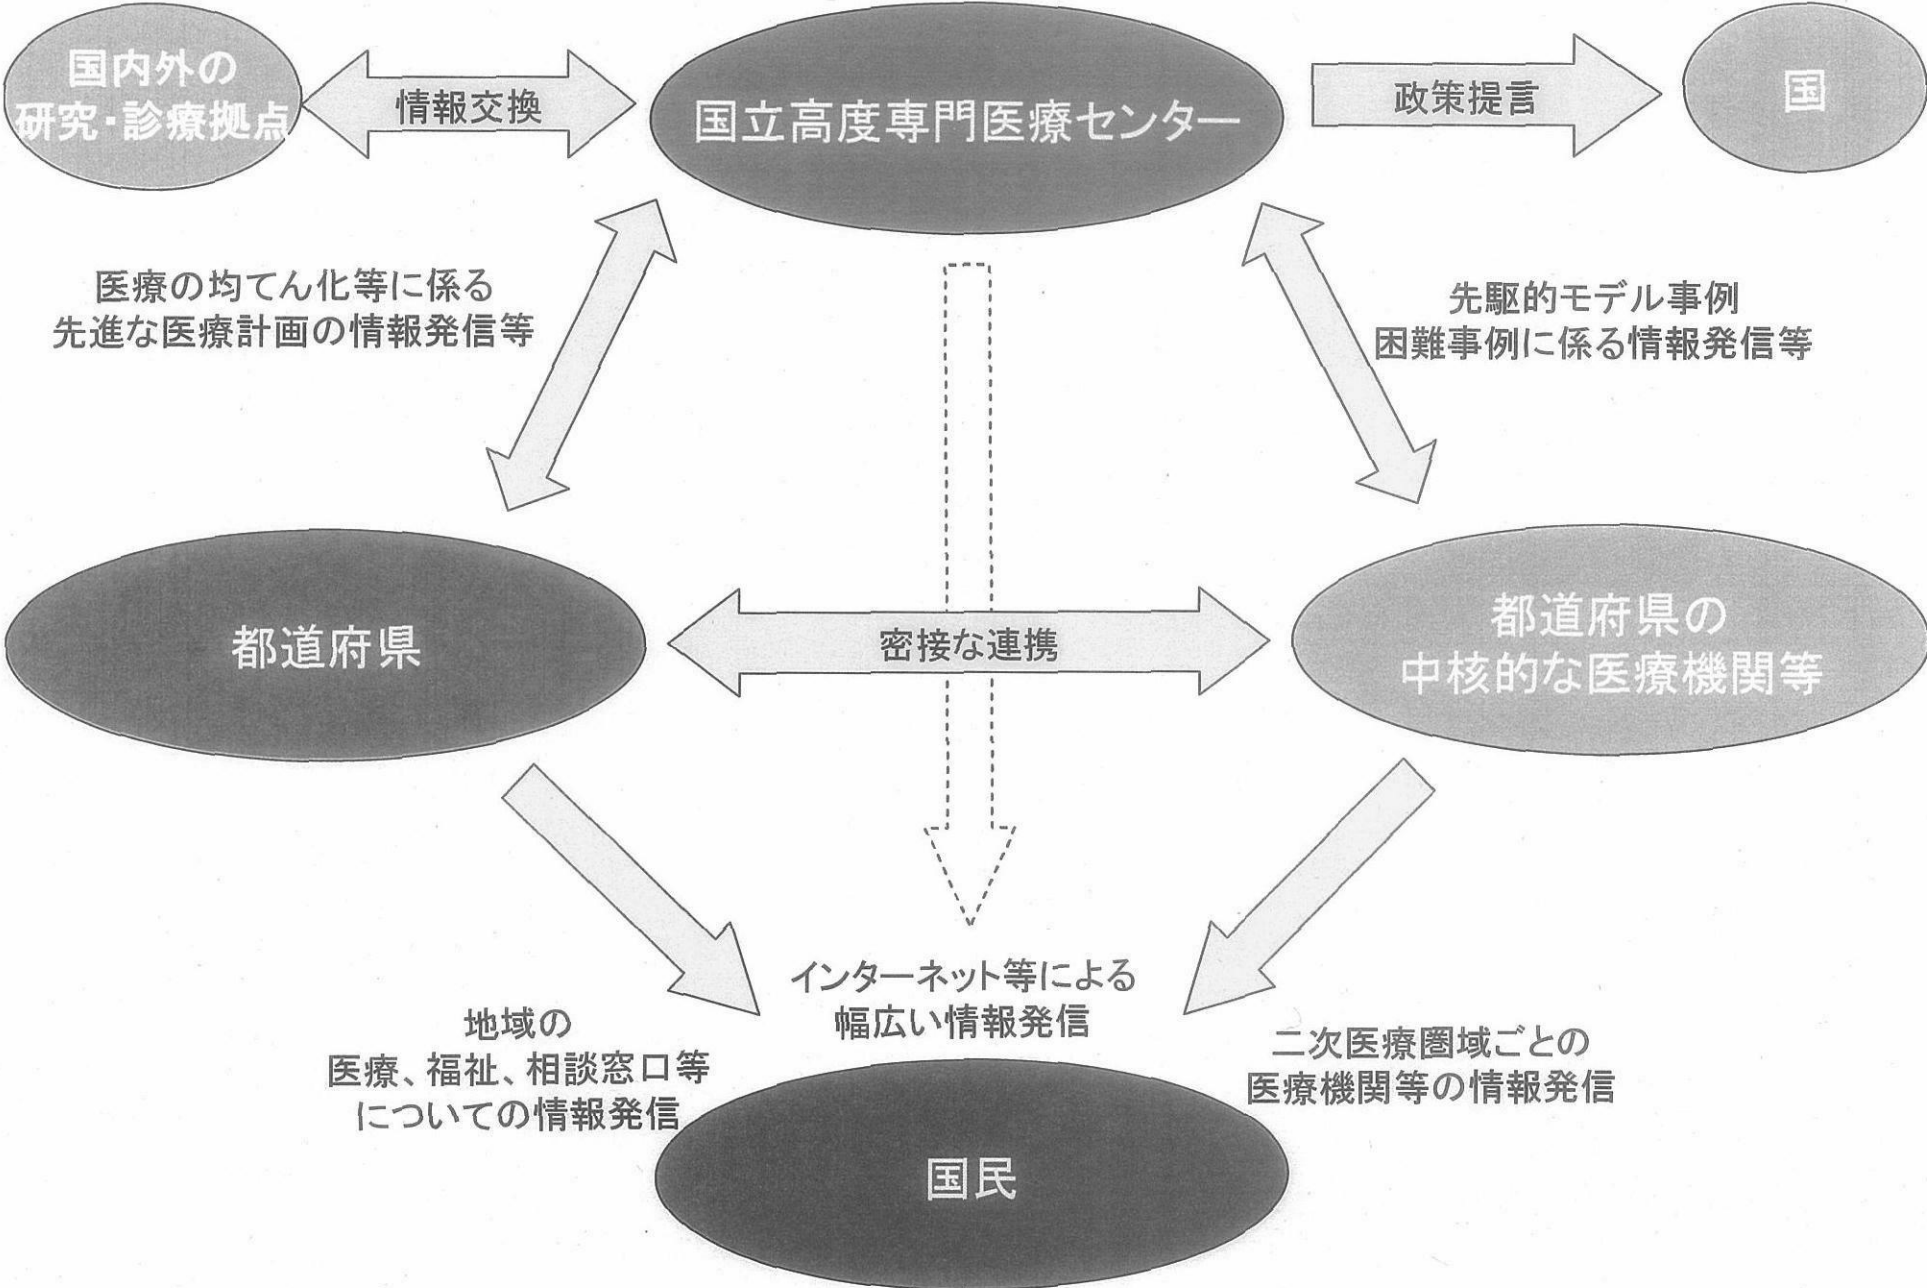 国内外の
研究・診療拠点
情報交換
国立高度専門医療センター
政策提言
国
医療の均てん化等に係る
先進な医療計画の情報発信等
先駆的モデル事例
困難事例に係る情報発信等
都道府県
密接な連携
都道府県の
中核的な医療機関等
インターネット等による
幅広い情報発信
地域の
医療、福祉、相談窓口等
についての情報発信
二次医療圏域ごとの
医療機関等の情報発信
国民